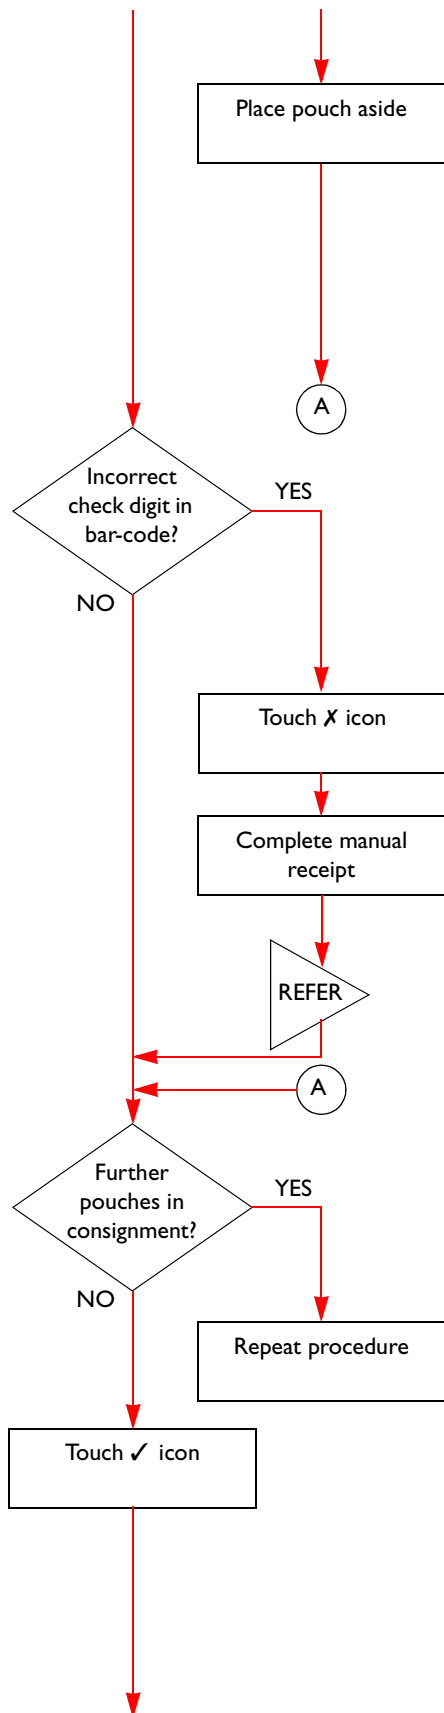 Place pouch aside
A
Incorrect
check digit in
bar-code?
YES
NO
Touch ✗ icon
Complete manual
receipt
REFER
A
Further
pouches in
consignment?
YES
NO
Repeat procedure
Touch ✓ icon